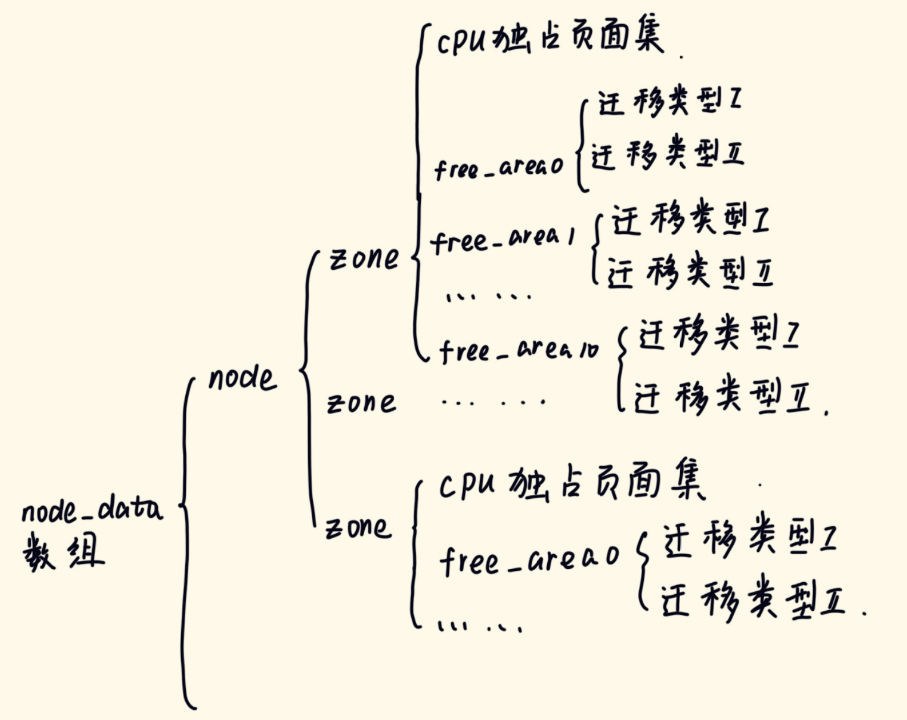 CPU独占页面集
迁移类型I
free_area0
迁移类型II
迁移类型I
free_area1
迁移类型II
zone
... ...
迁移类型I
free_area10
node
迁移类型II
zone
... ...
CPU独占页面集
node_data
数组
zone
迁移类型I
free_area0
迁移类型II
... ...